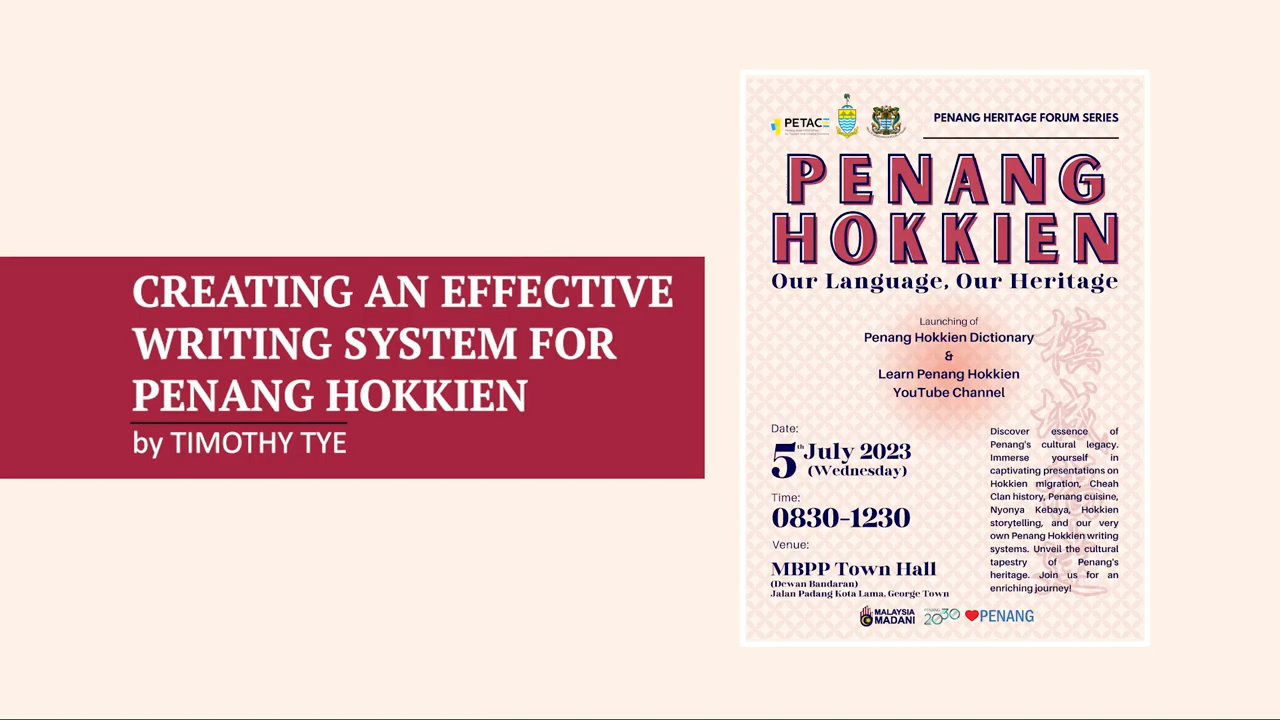 CREATING AN EFFECTIVE
WRITING SYSTEM FOR
PENANG HOKKIEN
by TIMOTHY TYE
PETACE
PENANG HERITAGE FORUM SERIES
PENANG
HOKKIEN
Our Language, Our Heritage
Launching of
Penang Hokkien Dictionary
&
Learn Penang Hokkien
YouTube Channel
Date:
5th July 2023
(Wednesday)
Time:
0830-1230
Venue:
MBPP Town Hall
(Dewan Bandaran)
Jalan Padang Kota Lama, George Town
Discover essence of
Penang's cultural legacy.
Immerse yourself in
captivating presentations on
Hokkien migration, Cheah
Clan history, Penang cuisine,
Nyonya Kebaya, Hokkien
storytelling, and our very
own Penang Hokkien writing
systems. Unveil the cultural
tapestry of Penang's
heritage. Join us for an
enriching journey!
MALAYSIA
MADANI
PENANG
2030
PENANG